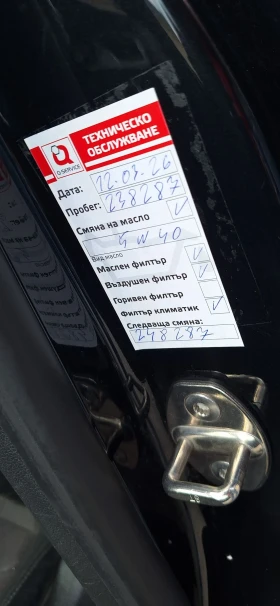 Q-SERVICE
ТЕХНИЧЕСКО
ОБСЛУЖВАНЕ
Дата: 12.03.26
Пробег: 238287
Смяна на масло ✓
5W40
Вид масло
Маслен филтър ✓
Въздушен филтър ✓
Горивен филтър
Филтър климатик ✓
Следваща смяна:
248287